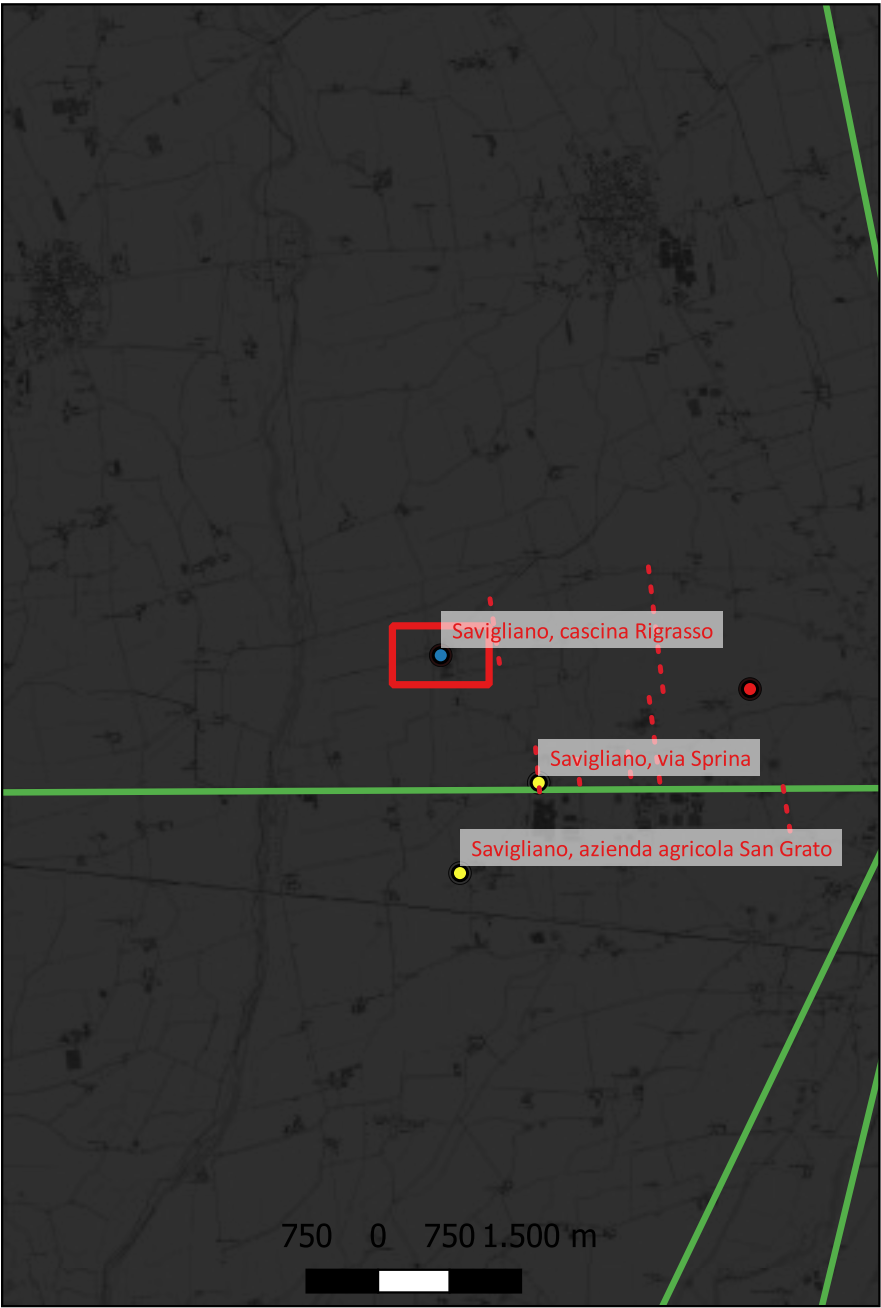 Savigliano, cascina Rigrasso
Savigliano, via Sprina
Savigliano, azienda agricola San Grato
750 0 750 1.500 m